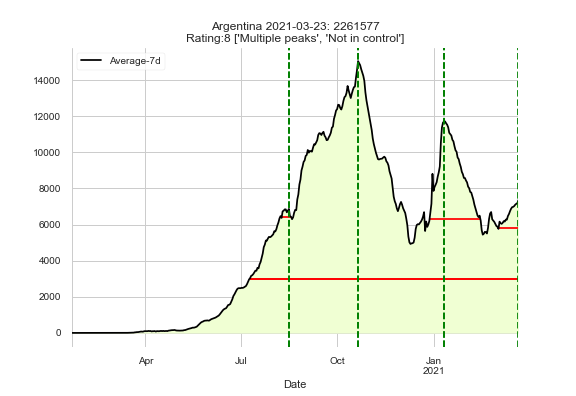 Argentina 2021-03-23: 2261577
Rating:8 ['Multiple peaks', 'Not in control']
Average-7d
14000
12000
10000
8000
6000
4000
2000
0
Apr
Jul
Oct
Jan
2021
Date